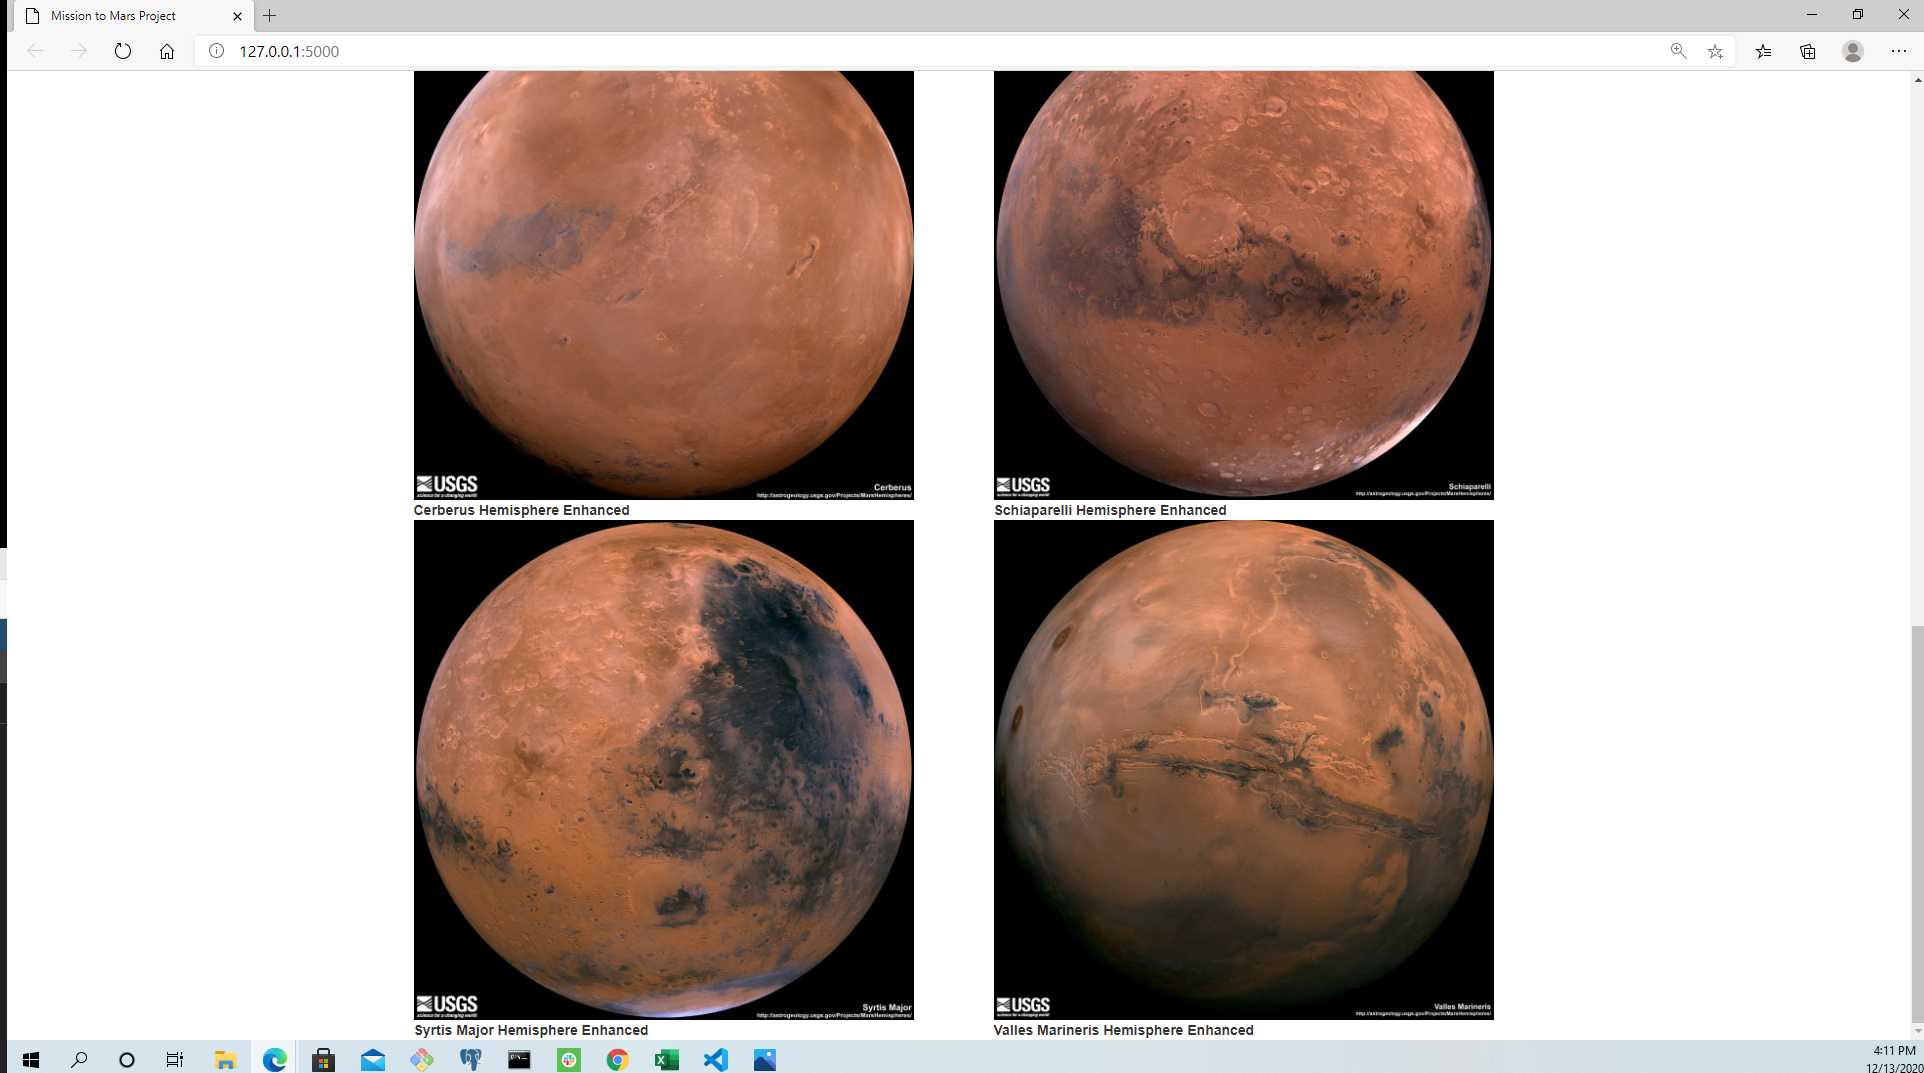 Mission to Mars Project
127.0.0.1:5000
USGS
science for a changing world
Cerberus
http://astrogeology.usgs.gov/Projects/MarsHemispheres/
USGS
science for a changing world
Schiaparelli
http://astrogeology.usgs.gov/Projects/MarsHemispheres/
Cerberus Hemisphere Enhanced
Schiaparelli Hemisphere Enhanced
USGS
science for a changing world
Syrtis Major
http://astrogeology.usgs.gov/Projects/MarsHemispheres/
USGS
science for a changing world
Valles Marineris
http://astrogeology.usgs.gov/Projects/MarsHemispheres/
Syrtis Major Hemisphere Enhanced
Valles Marineris Hemisphere Enhanced
4:11 PM
12/13/2020